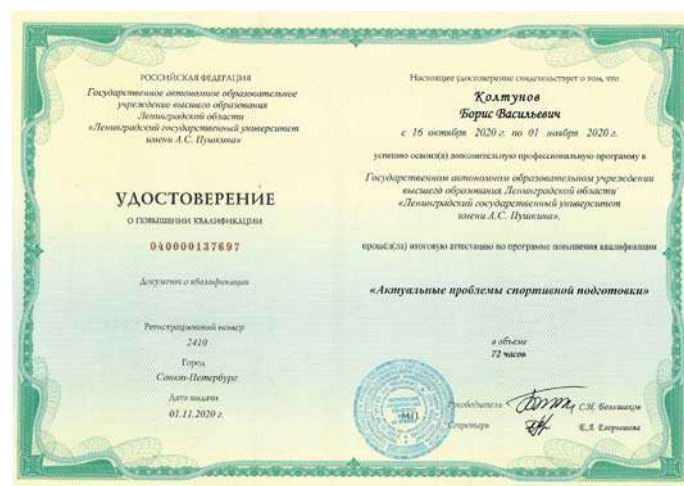 РОССИЙСКАЯ ФЕДЕРАЦИЯ
Государственное автономное образовательное
учреждение высшего образования
Ленинградской области
«Ленинградский государственный университет
имени А.С. Пушкина»
УДОСТОВЕРЕНИЕ
О ПОВЫШЕНИИ КВАЛИФИКАЦИИ
040000137697
Документ о квалификации
Регистрационный номер
2410
Город
Санкт-Петербург
Дата выдачи
01.11.2020 г.
Настоящее удостоверение свидетельствует о том, что
Колтунов
Борис Васильевич
с 16 октября 2020 г. по 01 ноября 2020 г.
успешно освоил(а) дополнительную профессиональную программу в
Государственном автономном образовательном учреждении
высшего образования Ленинградской области
«Ленинградский государственный университет
имени А.С. Пушкина»,
прошёл(ла) итоговую аттестацию по программе повышения квалификации
«Актуальные проблемы спортивной подготовки»
в объеме
72 часов
М.П.
Руководитель С.Н. Большаков
Секретарь